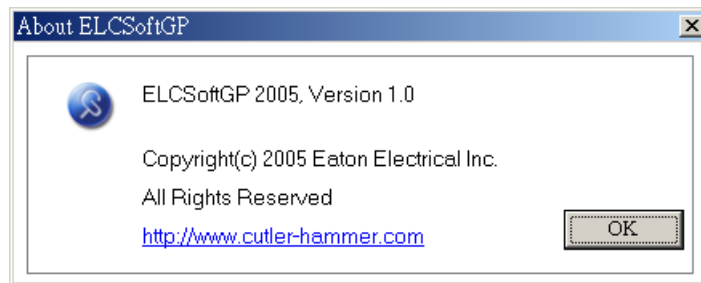 About ELCSoftGP
ELCSoftGP 2005, Version 1.0
Copyright(c) 2005 Eaton Electrical Inc.
All Rights Reserved
http://www.cutler-hammer.com
OK